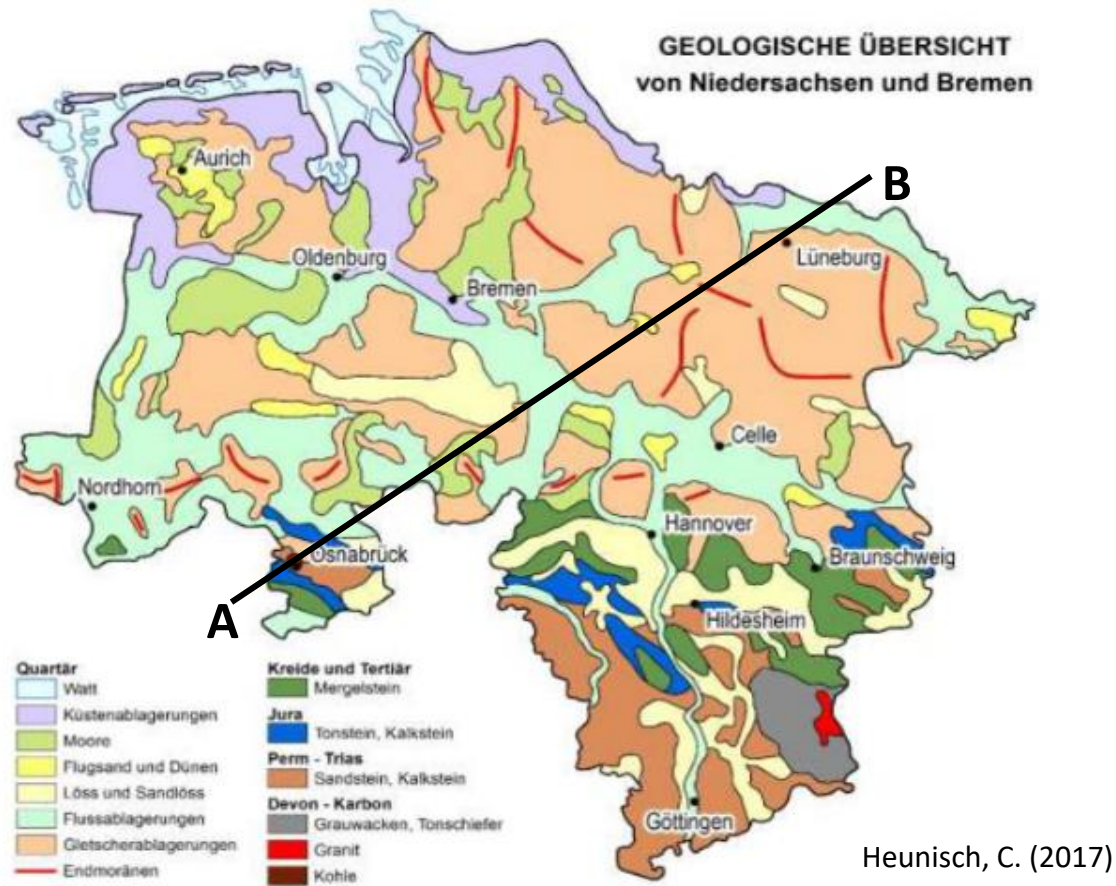 GEOLOGISCHE ÜBERSICHT
von Niedersachsen und Bremen
B
Aurich
Oldenburg
Bremen
Lüneburg
Celle
Nordhorn
Hannover
Osnabrück
Braunschweig
A
Hildesheim
Göttingen
Quartär
Watt
Küstenablagerungen
Moore
Flugsand und Dünen
Löss und Sandlöss
Flussablagerungen
Gletscherablagerungen
Endmoränen
Kreide und Tertiär
Mergelstein
Jura
Tonstein, Kalkstein
Perm - Trias
Sandstein, Kalkstein
Devon - Karbon
Grauwacken, Tonschiefer
Granit
Kohle
Heunisch, C. (2017)